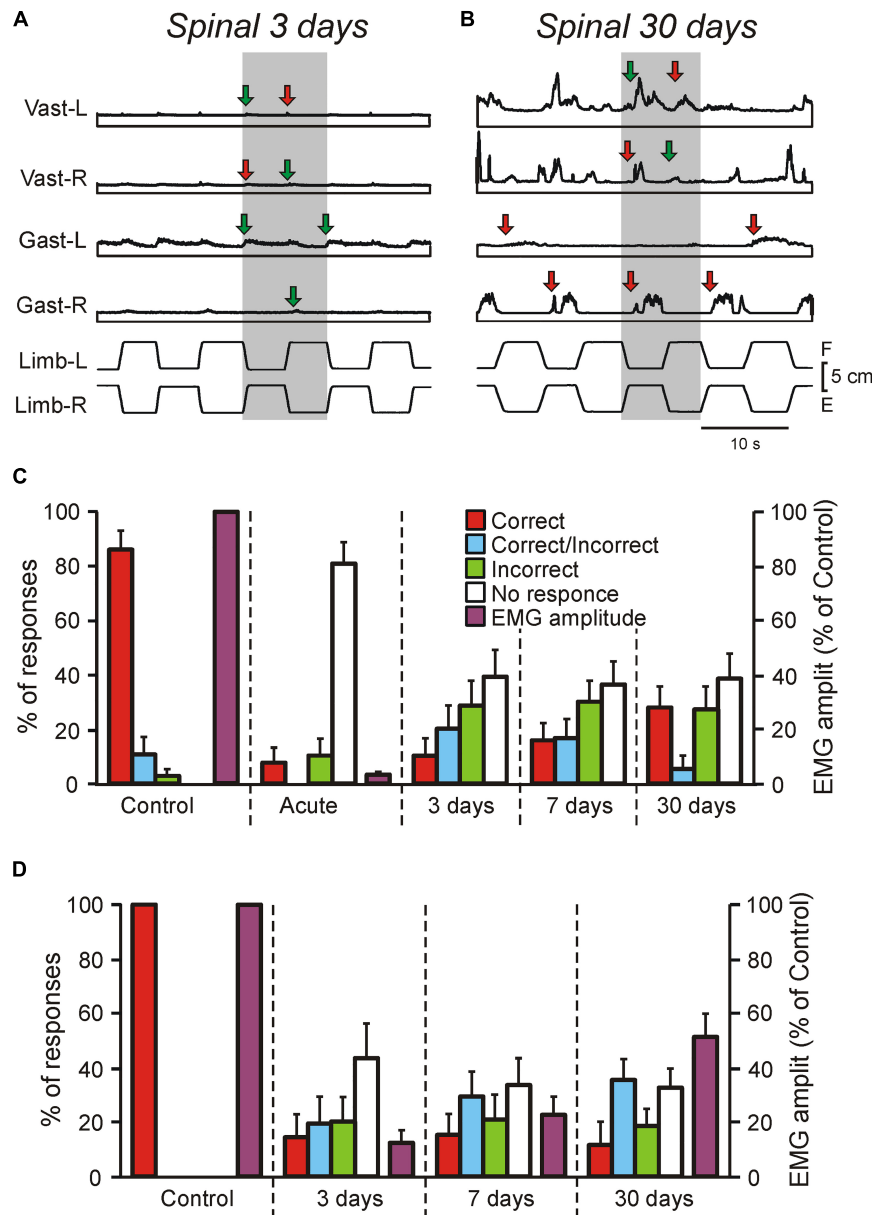 A
Spinal 3 days
B
Spinal 30 days
Vast-L
Vast-R
Gast-L
Gast-R
Limb-L
Limb-R
F
5 cm
E
10 s
C
100
80
60
40
20
0
% of responses
Correct
Correct/Incorrect
Incorrect
No responce
EMG amplitude
100
80
60
40
20
0
EMG amplit (% of Control)
Control
Acute
3 days
7 days
30 days
D
100
80
60
40
20
0
% of responses
100
80
60
40
20
0
EMG amplit (% of Control)
Control
3 days
7 days
30 days